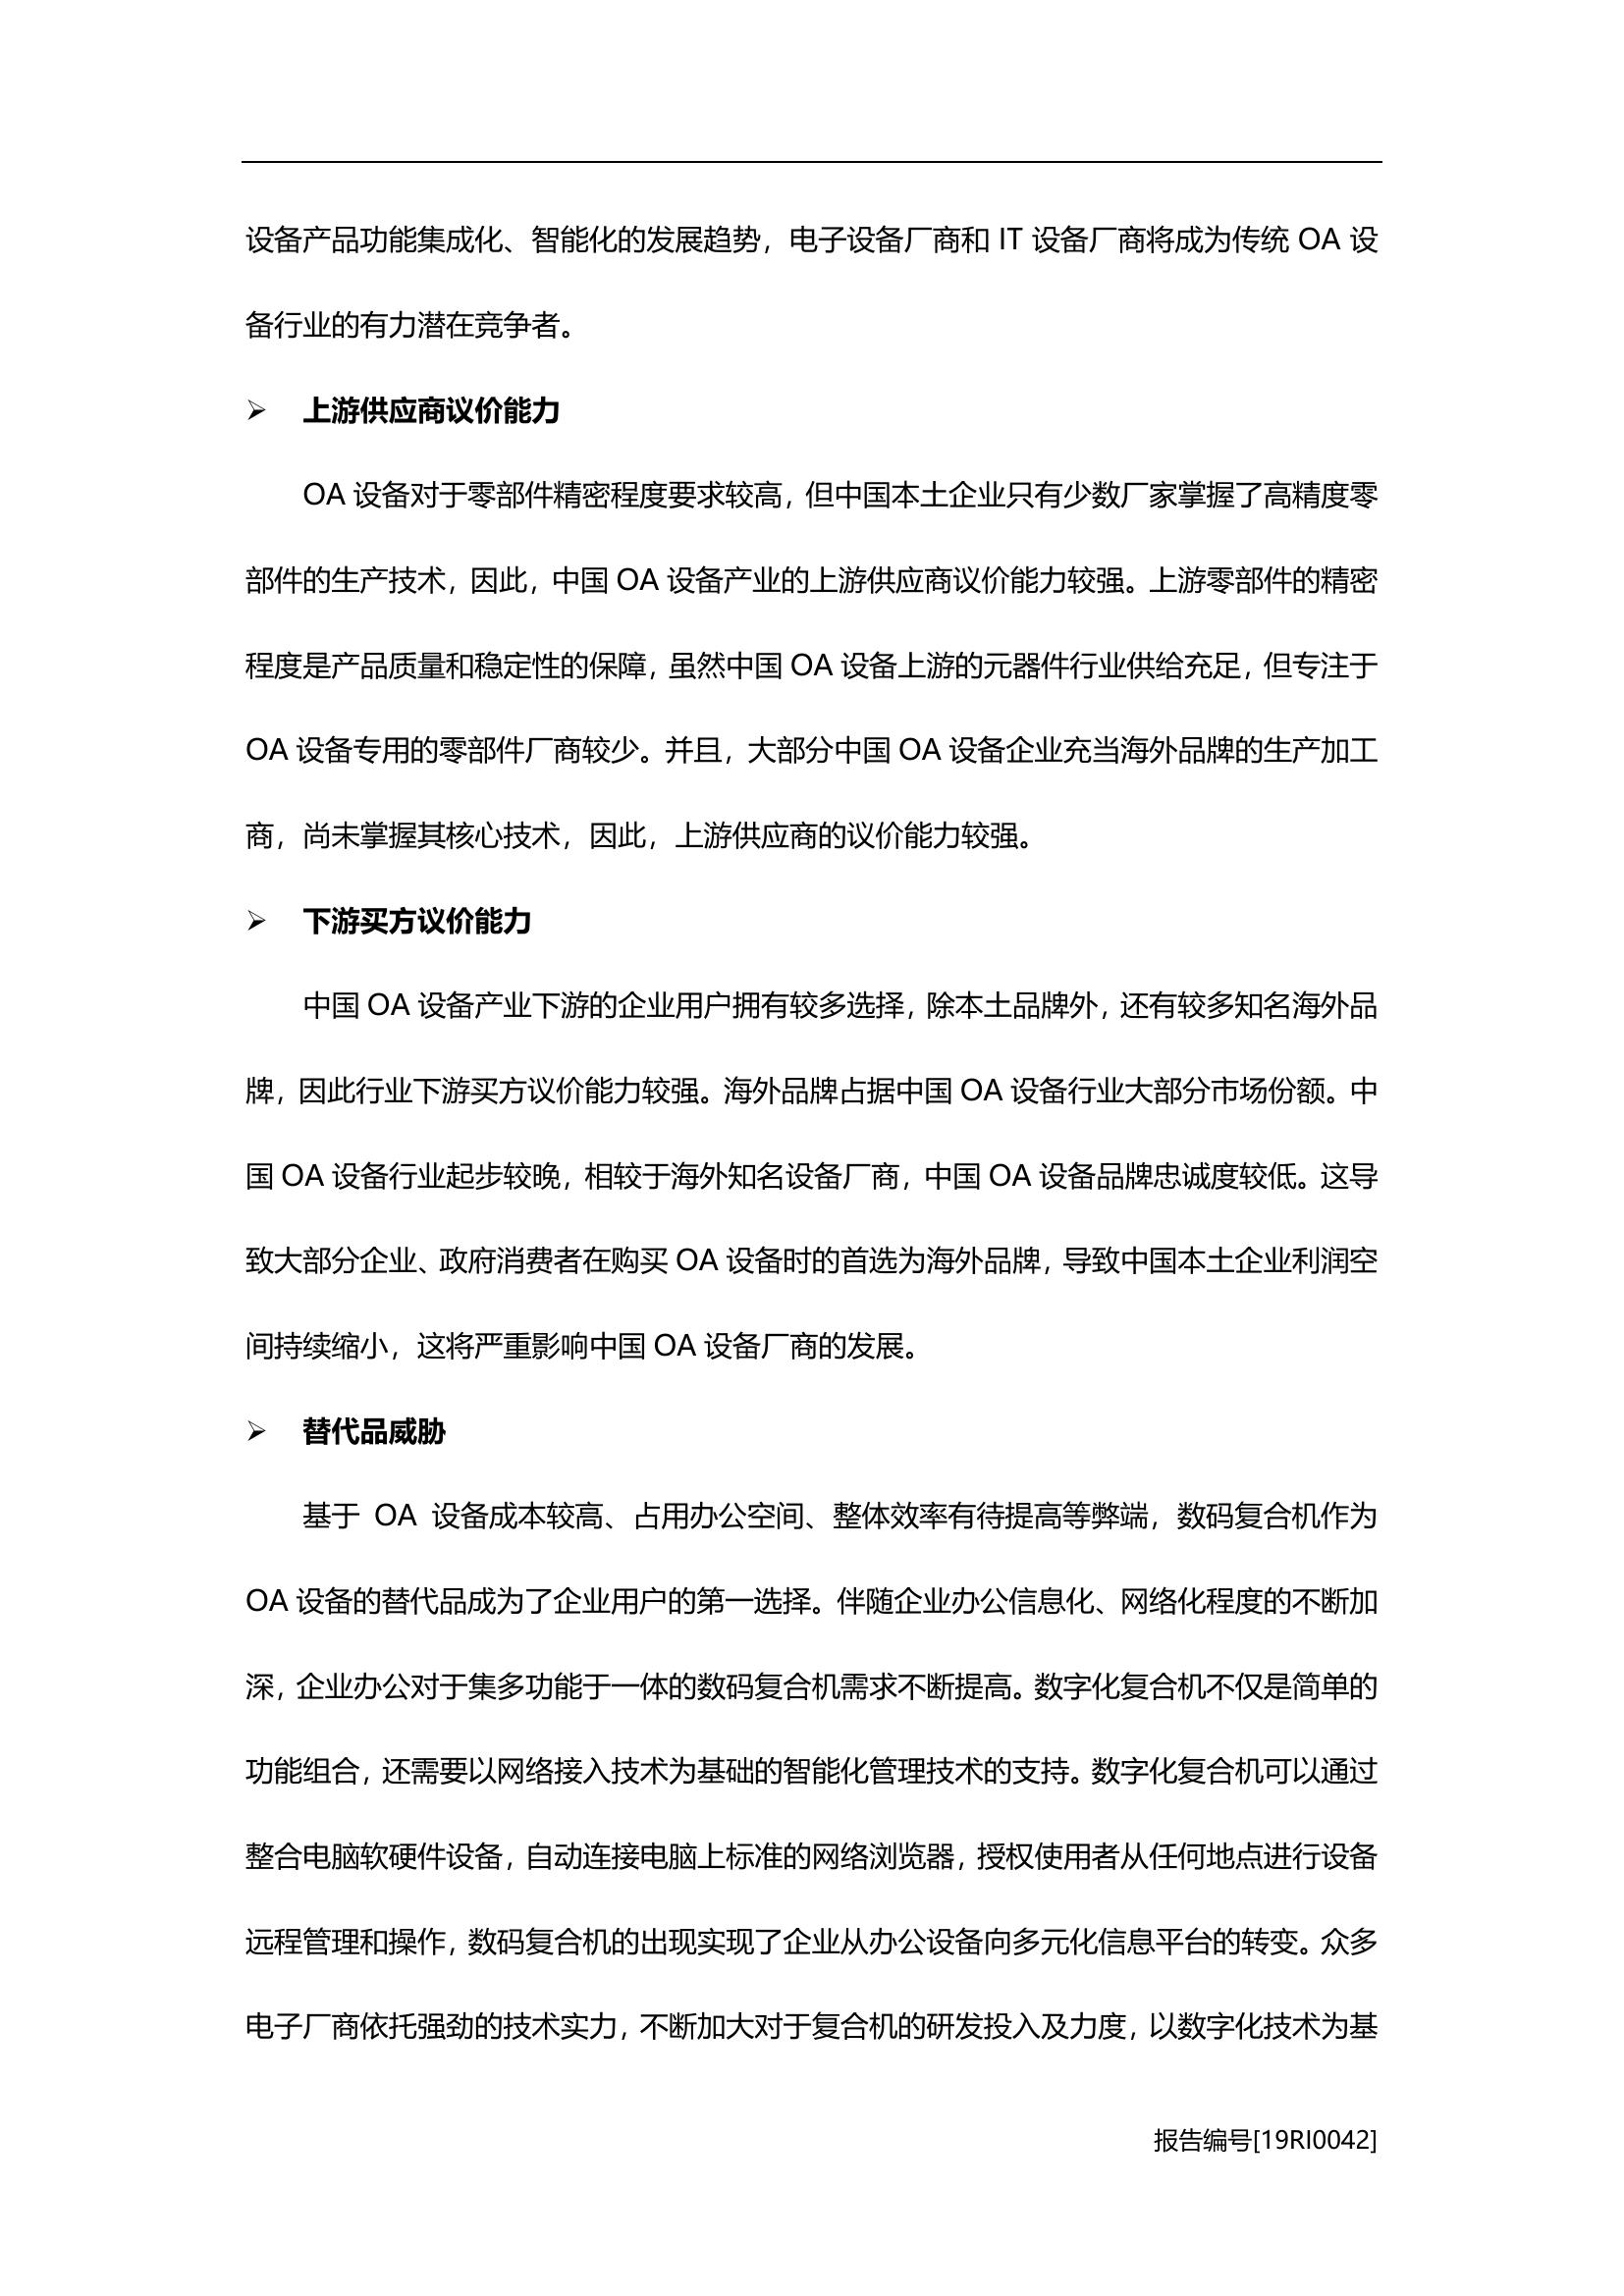 设备产品功能集成化、智能化的发展趋势，电子设备厂商和 IT 设备厂商将成为传统 OA 设
备行业的有力潜在竞争者。
➢ 上游供应商议价能力
OA 设备对于零部件精密程度要求较高，但中国本土企业只有少数厂家掌握了高精度零
部件的生产技术，因此，中国 OA 设备产业的上游供应商议价能力较强。上游零部件的精密
程度是产品质量和稳定性的保障，虽然中国 OA 设备上游的元器件行业供给充足，但专注于
OA 设备专用的零部件厂商较少。并且，大部分中国 OA 设备企业充当海外品牌的生产加工
商，尚未掌握其核心技术，因此，上游供应商的议价能力较强。
➢ 下游买方议价能力
中国 OA 设备产业下游的企业用户拥有较多选择，除本土品牌外，还有较多知名海外品
牌，因此行业下游买方议价能力较强。海外品牌占据中国 OA 设备行业大部分市场份额。中
国 OA 设备行业起步较晚，相较于海外知名设备厂商，中国 OA 设备品牌忠诚度较低。这导
致大部分企业、政府消费者在购买 OA 设备时的首选为海外品牌，导致中国本土企业利润空
间持续缩小，这将严重影响中国 OA 设备厂商的发展。
➢ 替代品威胁
基于 OA 设备成本较高、占用办公空间、整体效率有待提高等弊端，数码复合机作为
OA 设备的替代品成为了企业用户的第一选择。伴随企业办公信息化、网络化程度的不断加
深，企业办公对于集多功能于一体的数码复合机需求不断提高。数字化复合机不仅是简单的
功能组合，还需要以网络接入技术为基础的智能化管理技术的支持。数字化复合机可以通过
整合电脑软硬件设备，自动连接电脑上标准的网络浏览器，授权使用者从任何地点进行设备
远程管理和操作，数码复合机的出现实现了企业从办公设备向多元化信息平台的转变。众多
电子厂商依托强劲的技术实力，不断加大对于复合机的研发投入及力度，以数字化技术为基
报告编号[19RI0042]